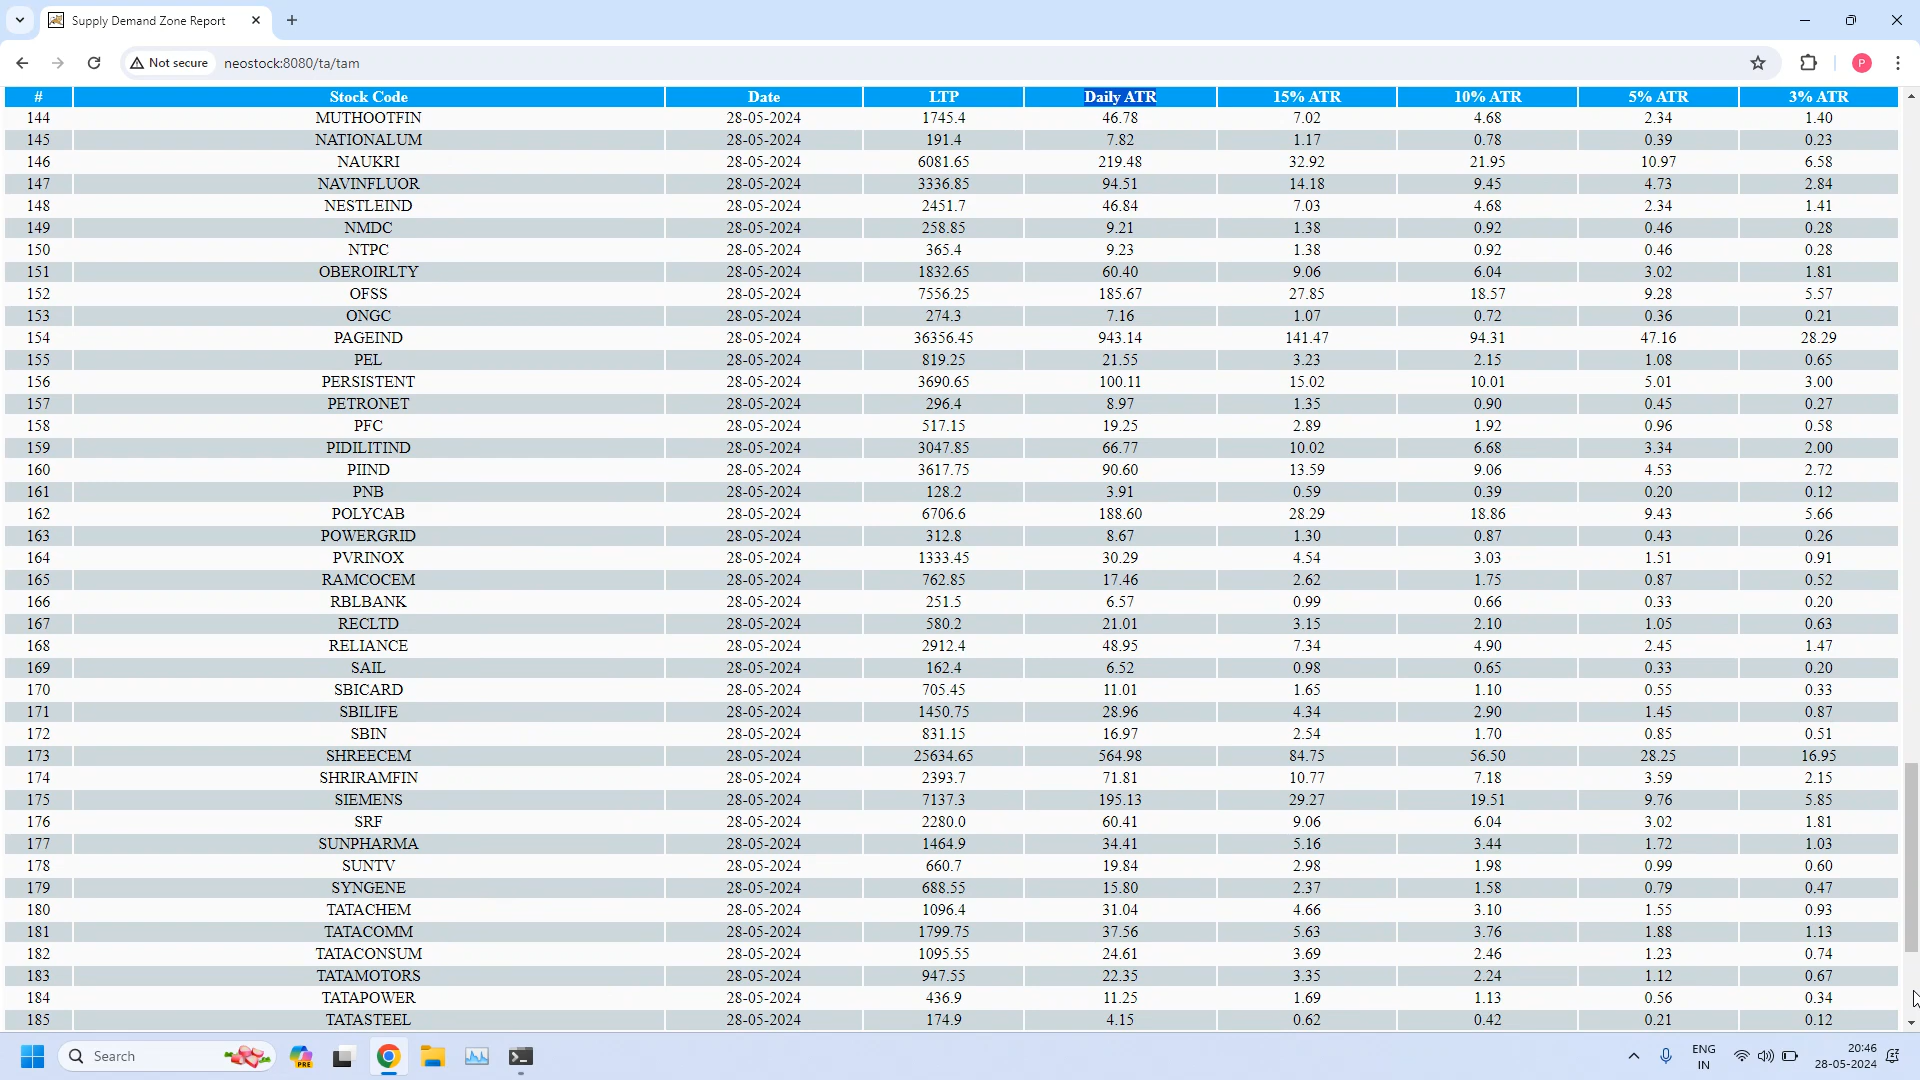 Supply Demand Zone Report
Not secure neostock:8080/ta/tam P
# Stock Code Date LTP Daily ATR 15% ATR 10% ATR 5% ATR 3% ATR
144 MUTHOOTFIN 28-05-2024 1745.4 46.78 7.02 4.68 2.34 1.40
145 NATIONALUM 28-05-2024 191.4 7.82 1.17 0.78 0.39 0.23
146 NAUKRI 28-05-2024 6081.65 219.48 32.92 21.95 10.97 6.58
147 NAVINFLUOR 28-05-2024 3336.85 94.51 14.18 9.45 4.73 2.84
148 NESTLEIND 28-05-2024 2451.7 46.84 7.03 4.68 2.34 1.41
149 NMDC 28-05-2024 258.85 9.21 1.38 0.92 0.46 0.28
150 NTPC 28-05-2024 365.4 9.23 1.38 0.92 0.46 0.28
151 OBEROIRLTY 28-05-2024 1832.65 60.40 9.06 6.04 3.02 1.81
152 OFSS 28-05-2024 7556.25 185.67 27.85 18.57 9.28 5.57
153 ONGC 28-05-2024 274.3 7.16 1.07 0.72 0.36 0.21
154 PAGEIND 28-05-2024 36356.45 943.14 141.47 94.31 47.16 28.29
155 PEL 28-05-2024 819.25 21.55 3.23 2.15 1.08 0.65
156 PERSISTENT 28-05-2024 3690.65 100.11 15.02 10.01 5.01 3.00
157 PETRONET 28-05-2024 296.4 8.97 1.35 0.90 0.45 0.27
158 PFC 28-05-2024 517.15 19.25 2.89 1.92 0.96 0.58
159 PIDILITIND 28-05-2024 3047.85 66.77 10.02 6.68 3.34 2.00
160 PIIND 28-05-2024 3617.75 90.60 13.59 9.06 4.53 2.72
161 PNB 28-05-2024 128.2 3.91 0.59 0.39 0.20 0.12
162 POLYCAB 28-05-2024 6706.6 188.60 28.29 18.86 9.43 5.66
163 POWERGRID 28-05-2024 312.8 8.67 1.30 0.87 0.43 0.26
164 PVRINOX 28-05-2024 1333.45 30.29 4.54 3.03 1.51 0.91
165 RAMCOCEM 28-05-2024 762.85 17.46 2.62 1.75 0.87 0.52
166 RBLBANK 28-05-2024 251.5 6.57 0.99 0.66 0.33 0.20
167 RECLTD 28-05-2024 580.2 21.01 3.15 2.10 1.05 0.63
168 RELIANCE 28-05-2024 2912.4 48.95 7.34 4.90 2.45 1.47
169 SAIL 28-05-2024 162.4 6.52 0.98 0.65 0.33 0.20
170 SBICARD 28-05-2024 705.45 11.01 1.65 1.10 0.55 0.33
171 SBILIFE 28-05-2024 1450.75 28.96 4.34 2.90 1.45 0.87
172 SBIN 28-05-2024 831.15 16.97 2.54 1.70 0.85 0.51
173 SHREECEM 28-05-2024 25634.65 564.98 84.75 56.50 28.25 16.95
174 SHRIRAMFIN 28-05-2024 2393.7 71.81 10.77 7.18 3.59 2.15
175 SIEMENS 28-05-2024 7137.3 195.13 29.27 19.51 9.76 5.85
176 SRF 28-05-2024 2280.0 60.41 9.06 6.04 3.02 1.81
177 SUNPHARMA 28-05-2024 1464.9 34.41 5.16 3.44 1.72 1.03
178 SUNTV 28-05-2024 660.7 19.84 2.98 1.98 0.99 0.60
179 SYNGENE 28-05-2024 688.55 15.80 2.37 1.58 0.79 0.47
180 TATACHEM 28-05-2024 1096.4 31.04 4.66 3.10 1.55 0.93
181 TATACOMM 28-05-2024 1799.75 37.56 5.63 3.76 1.88 1.13
182 TATACONSUM 28-05-2024 1095.55 24.61 3.69 2.46 1.23 0.74
183 TATAMOTORS 28-05-2024 947.55 22.35 3.35 2.24 1.12 0.67
184 TATAPOWER 28-05-2024 436.9 11.25 1.69 1.13 0.56 0.34
185 TATASTEEL 28-05-2024 174.9 4.15 0.62 0.42 0.21 0.12
Search PRE ENG 20:46
IN 28-05-2024